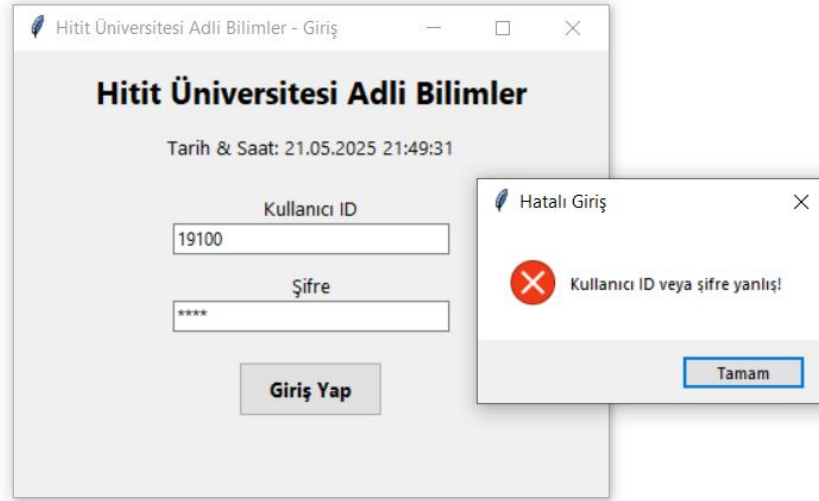 Hitit Üniversitesi Adli Bilimler - Giriş
Hitit Üniversitesi Adli Bilimler
Tarih & Saat: 21.05.2025 21:49:31
Kullanıcı ID
19100
Şifre
****
Giriş Yap
Hatalı Giriş
Kullanıcı ID veya şifre yanlış!
Tamam